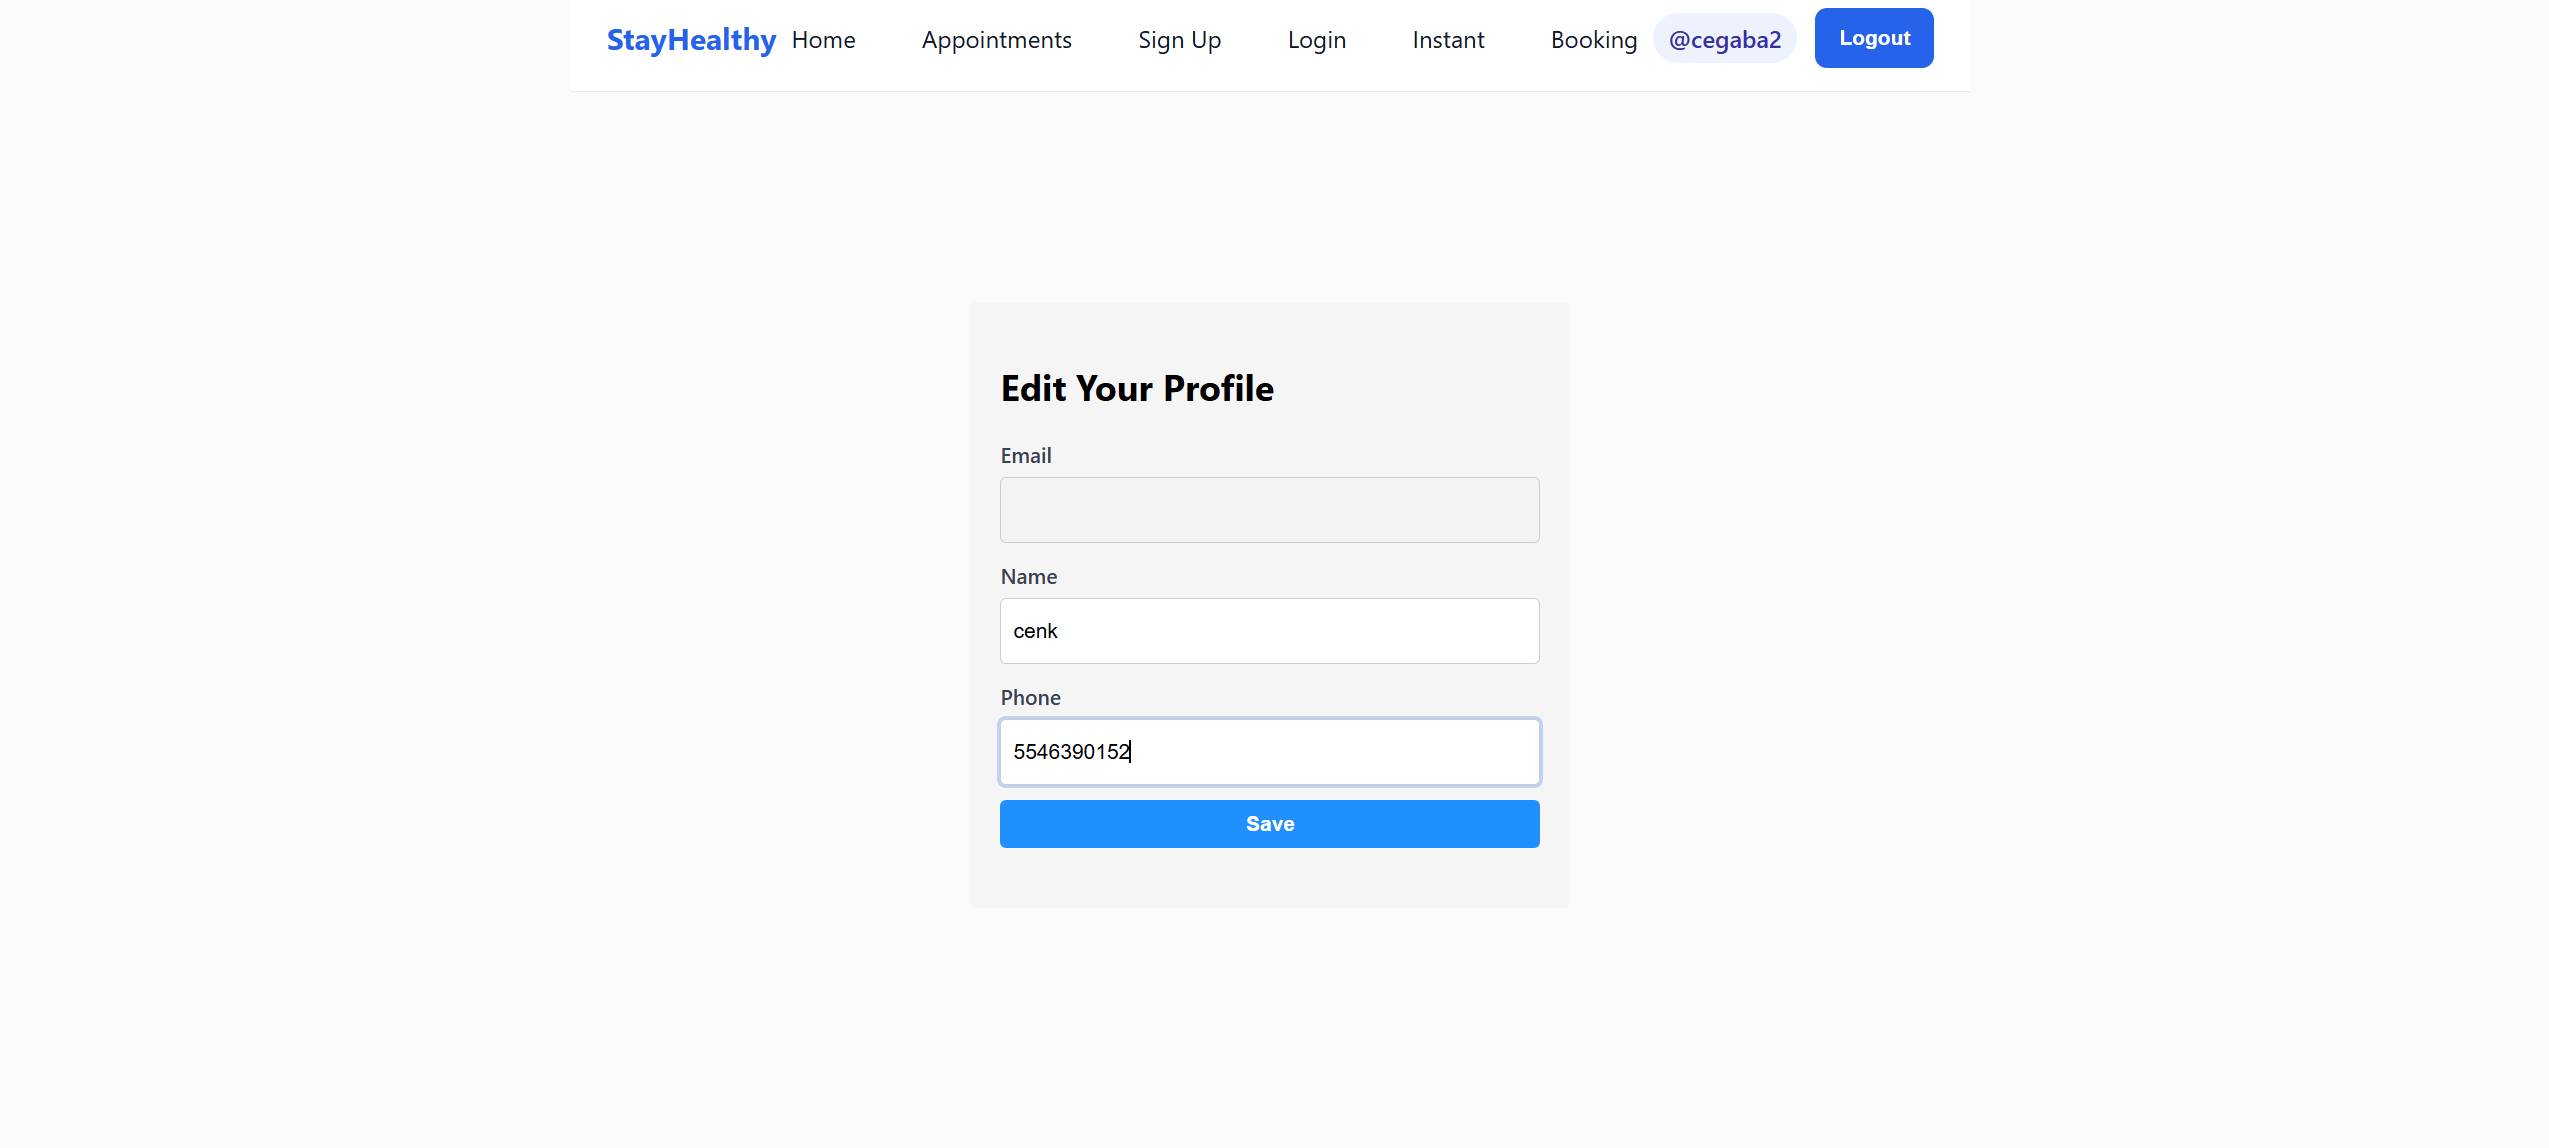 StayHealthy Home Appointments Sign Up Login Instant Booking @cegaba2 Logout
Edit Your Profile
Email
Name
cenk
Phone
5546390152
Save